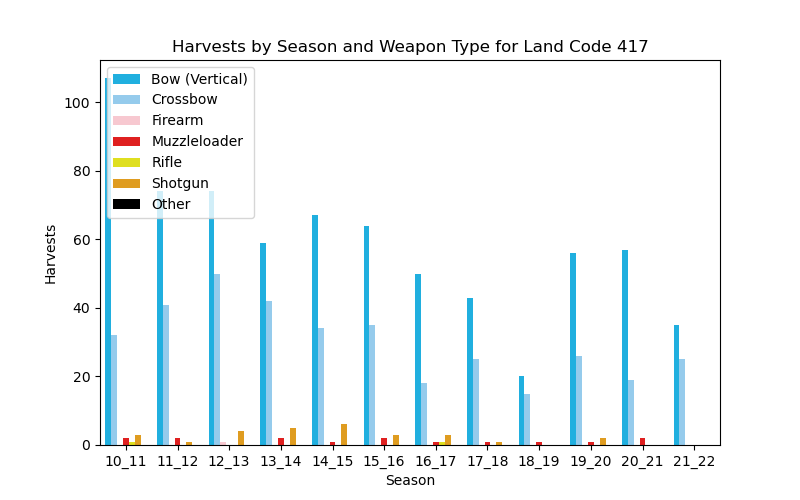 Harvests by Season and Weapon Type for Land Code 417
Bow (Vertical)
Crossbow
Firearm
Muzzleloader
Rifle
Shotgun
Other
100
80
60
40
20
0
Harvests
10_11 11_12 12_13 13_14 14_15 15_16 16_17 17_18 18_19 19_20 20_21 21_22
Season